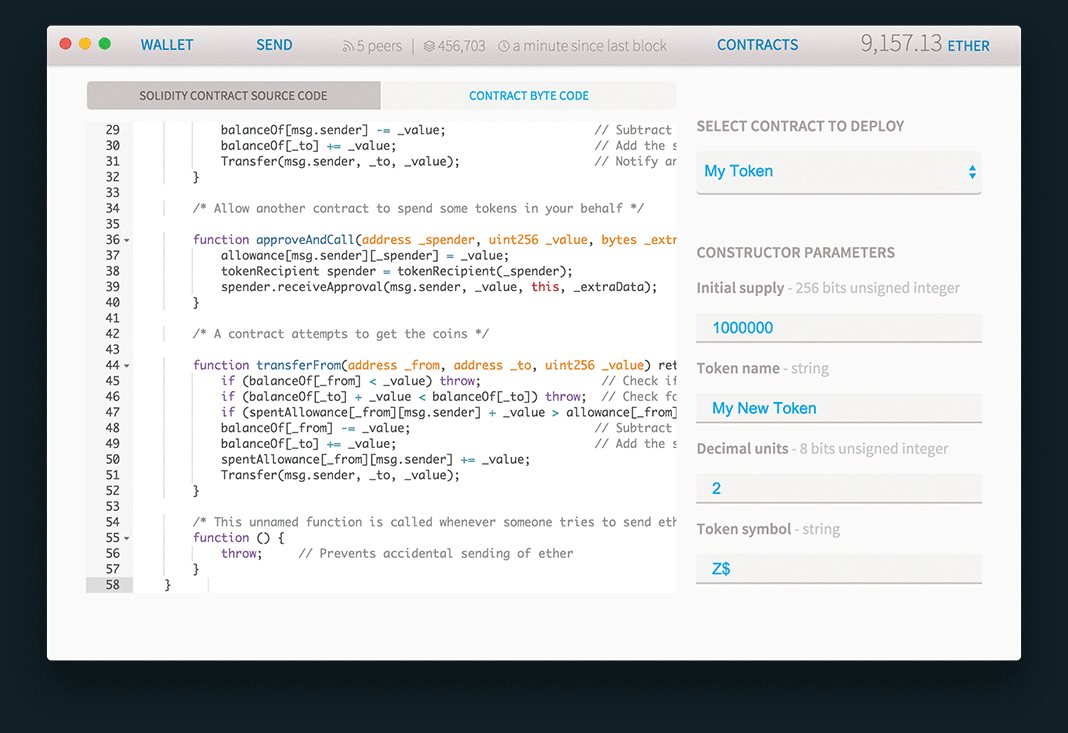 WALLET SEND 5 peers | 456,703 a minute since last block CONTRACTS 9,157.13 ETHER
SOLIDITY CONTRACT SOURCE CODE CONTRACT BYTE CODE
29 balanceOf[msg.sender] -= _value; // Subtract
30 balanceOf[_to] += _value; // Add the s
31 Transfer(msg.sender, _to, _value); // Notify an
32 }
33
34 /* Allow another contract to spend some tokens in your behalf */
35
36 function approveAndCall(address _spender, uint256 _value, bytes _extr
37 allowance[msg.sender][_spender] = _value;
38 tokenRecipient spender = tokenRecipient(_spender);
39 spender.receiveApproval(msg.sender, _value, this, _extraData);
40 }
41
42 /* A contract attempts to get the coins */
43
44 function transferFrom(address _from, address _to, uint256 _value) ret
45 if (balanceOf[_from] < _value) throw; // Check if
46 if (balanceOf[_to] + _value < balanceOf[_to]) throw; // Check fo
47 if (spentAllowance[_from][msg.sender] + _value > allowance[_from]
48 balanceOf[_from] -= _value; // Subtract
49 balanceOf[_to] += _value; // Add the s
50 spentAllowance[_from][msg.sender] += _value;
51 Transfer(msg.sender, _to, _value);
52 }
53
54 /* This unnamed function is called whenever someone tries to send eth
55 function () {
56 throw; // Prevents accidental sending of ether
57 }
58 }
SELECT CONTRACT TO DEPLOY
My Token
CONSTRUCTOR PARAMETERS
Initial supply - 256 bits unsigned integer
1000000
Token name - string
My New Token
Decimal units - 8 bits unsigned integer
2
Token symbol - string
Z$